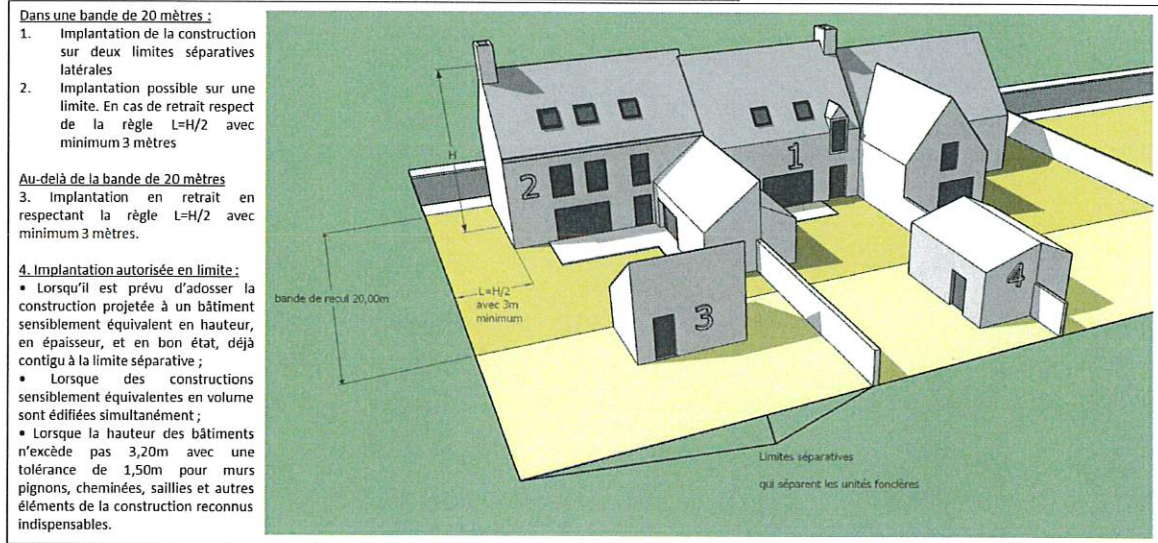 Dans une bande de 20 mètres :
1. Implantation de la construction
sur deux limites séparatives
latérales
2. Implantation possible sur une
limite. En cas de retrait respect
de la règle L=H/2 avec
minimum 3 mètres
Au-delà de la bande de 20 mètres
3. Implantation en retrait en
respectant la règle L=H/2 avec
minimum 3 mètres.
4. Implantation autorisée en limite :
• Lorsqu'il est prévu d'adosser la
construction projetée à un bâtiment
sensiblement équivalent en hauteur,
en épaisseur, et en bon état, déjà
contigu à la limite séparative ;
• Lorsque des constructions
sensiblement équivalentes en volume
sont édifiées simultanément ;
• Lorsque la hauteur des bâtiments
n'excède pas 3,20m avec une
tolérance de 1,50m pour murs
pignons, cheminées, saillies et autres
éléments de la construction reconnus
indispensables.
H
2
1
bande de recul 20,00m
L=H/2
avec 3m
minimum
3
4
Limites séparatives
qui séparent les unités foncières